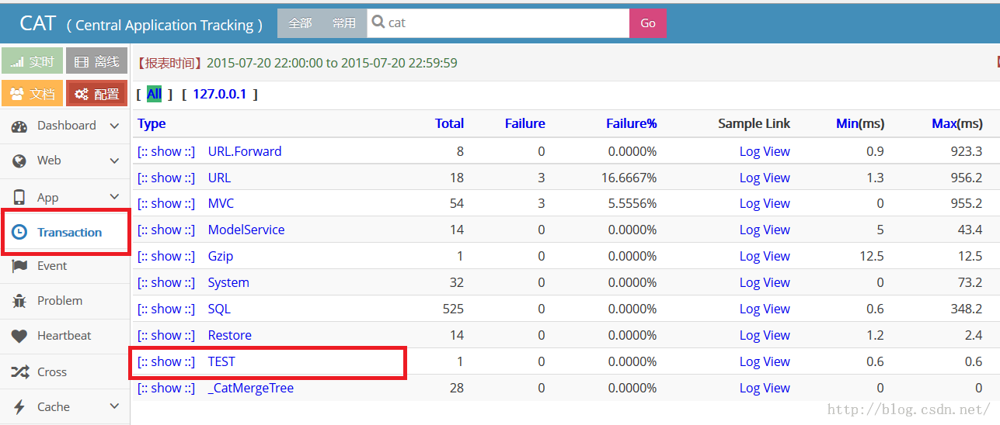 CAT ( Central Application Tracking ) 全部 常用 cat Go
实时 离线 【报表时间】2015-07-20 22:00:00 to 2015-07-20 22:59:59
文档 配置 [ All ] [ 127.0.0.1 ]
Dashboard
Web
App
Transaction
Event
Problem
Heartbeat
Cross
Cache
Type Total Failure Failure% Sample Link Min(ms) Max(ms)
[:: show ::] URL.Forward 8 0 0.0000% Log View 0.9 923.3
[:: show ::] URL 18 3 16.6667% Log View 1.3 956.2
[:: show ::] MVC 54 3 5.5556% Log View 0 955.2
[:: show ::] ModelService 14 0 0.0000% Log View 5 43.4
[:: show ::] Gzip 1 0 0.0000% Log View 12.5 12.5
[:: show ::] System 32 0 0.0000% Log View 0 73.2
[:: show ::] SQL 525 0 0.0000% Log View 0.6 348.2
[:: show ::] Restore 14 0 0.0000% Log View 1.2 2.4
[:: show ::] TEST 1 0 0.0000% Log View 0.6 0.6
[:: show ::] _CatMergeTree 28 0 0.0000% Log View 0 0
http://blog.csdn.net/